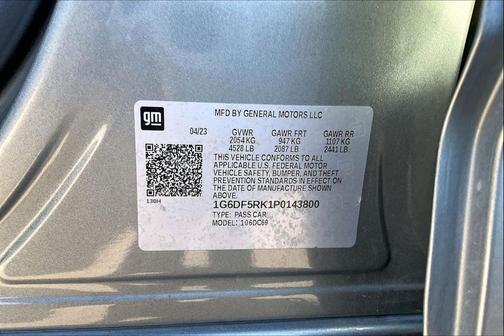 gm
MFD BY GENERAL MOTORS LLC
04/23 GVWR GAWR FRT GAWR RR
2054 KG 947 KG 1107 KG
4528 LB 2087 LB 2441 LB
THIS VEHICLE CONFORMS TO ALL
APPLICABLE U.S. FEDERAL MOTOR
VEHICLE SAFETY, BUMPER, AND THEFT
PREVENTION STANDARDS IN EFFECT
ON THE DATE OF MANUFACTURE SHOWN
ABOVE.
130H
1G6DF5RK1P0143800
TYPE: PASS CAR
MODEL: 106DC69